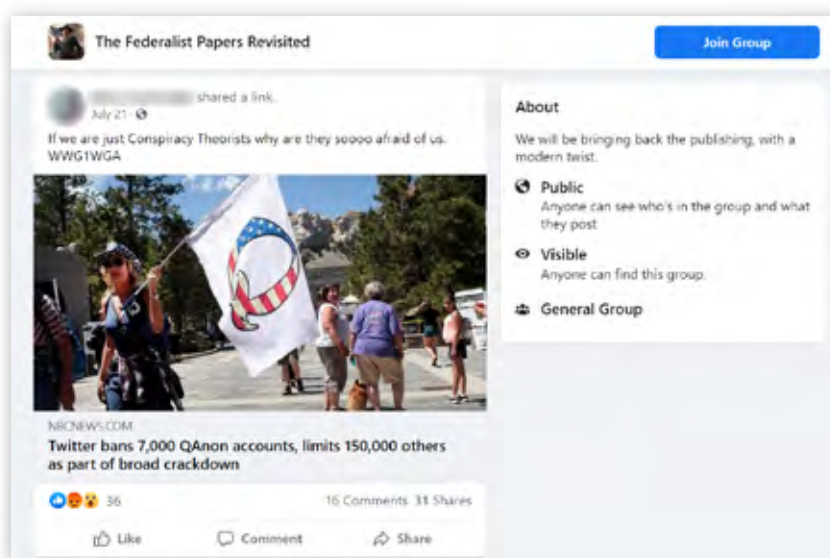 The Federalist Papers Revisited
Join Group
shared a link.
July 21 ·
If we are just Conspiracy Theorists why are they soooo afraid of us.
WWG1WGA
NBCNEWS.COM
Twitter bans 7,000 QAnon accounts, limits 150,000 others
as part of broad crackdown
36
16 Comments 31 Shares
Like
Comment
Share
About
We will be bringing back the publishing, with a
modern twist.
Public
Anyone can see who's in the group and what
they post
Visible
Anyone can find this group.
General Group